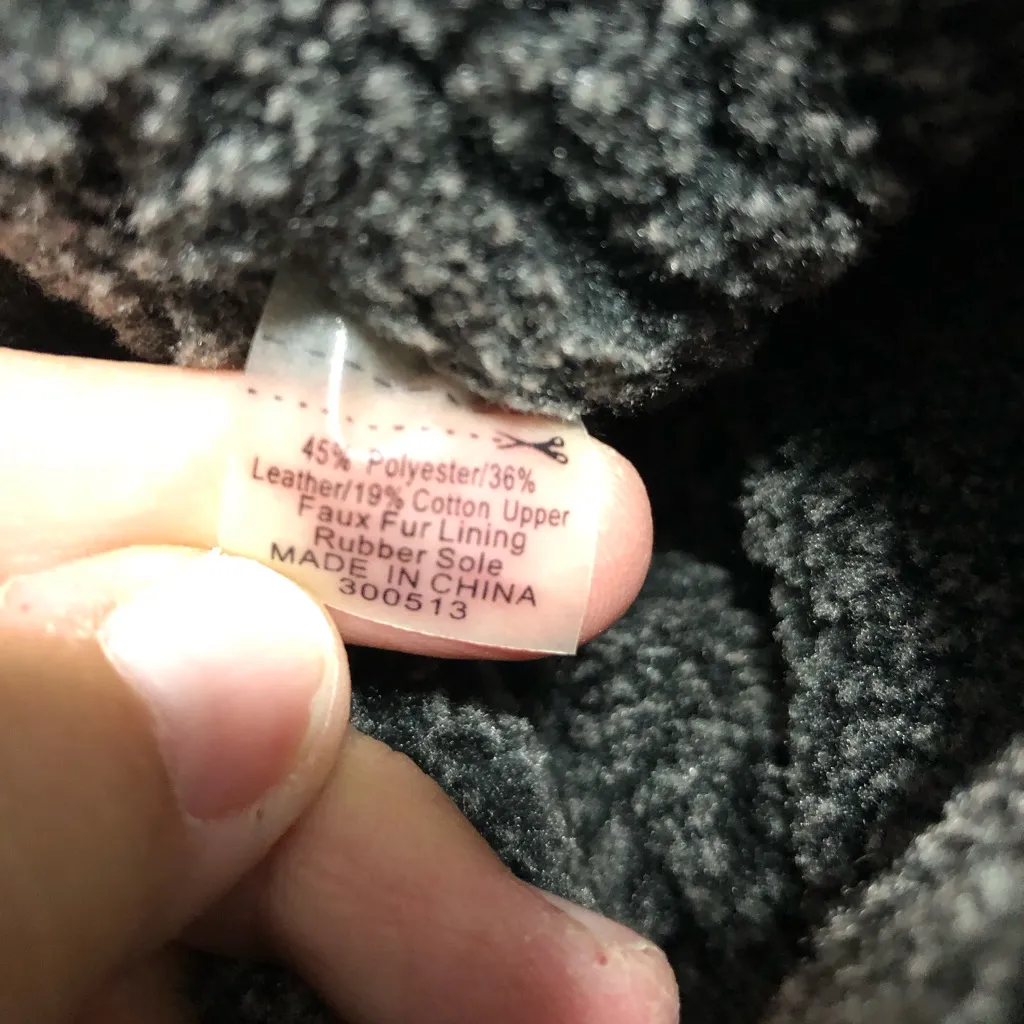 45% Polyester/36%
Leather/19% Cotton Upper
Faux Fur Lining
Rubber Sole
MADE IN CHINA
300513